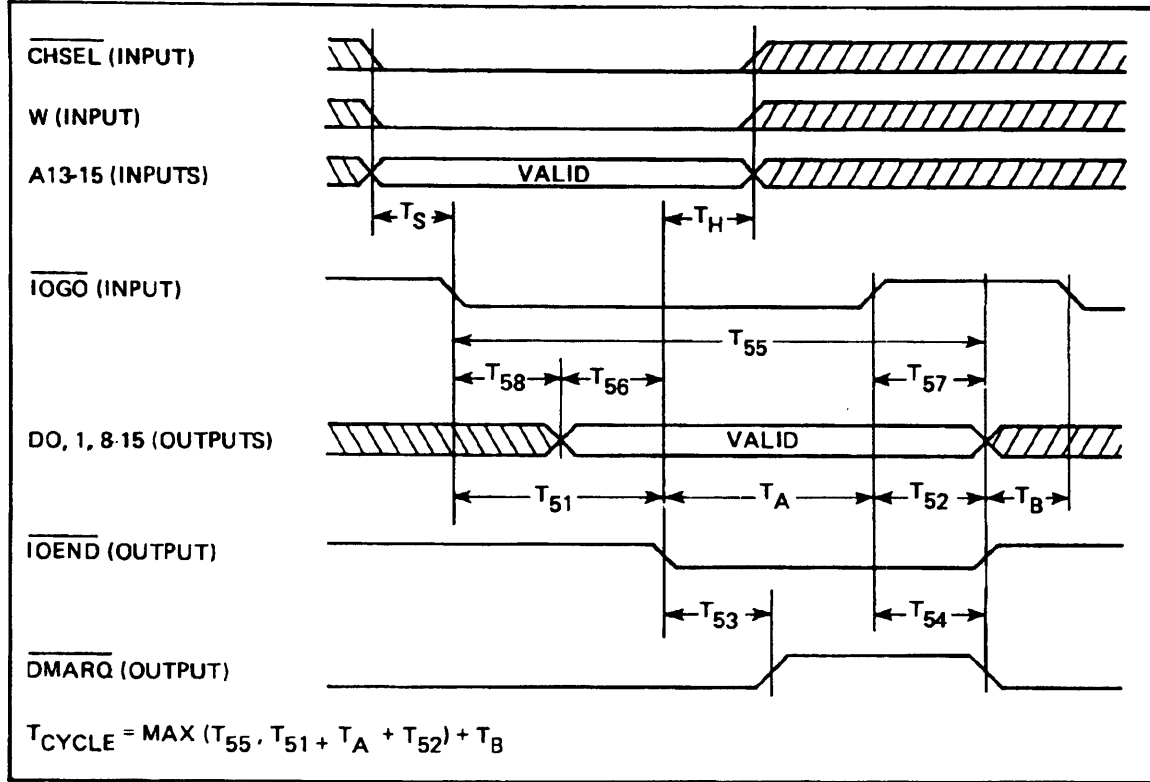 CHSEL (INPUT)
W (INPUT)
A13-15 (INPUTS) VALID
TS TH
IOGO (INPUT)
T55
T58 T56 T57
DO, 1, 8-15 (OUTPUTS) VALID
T51 TA T52 TB
IOEND (OUTPUT)
T53 T54
DMARQ (OUTPUT)
TCYCLE = MAX (T55, T51 + TA + T52) + TB